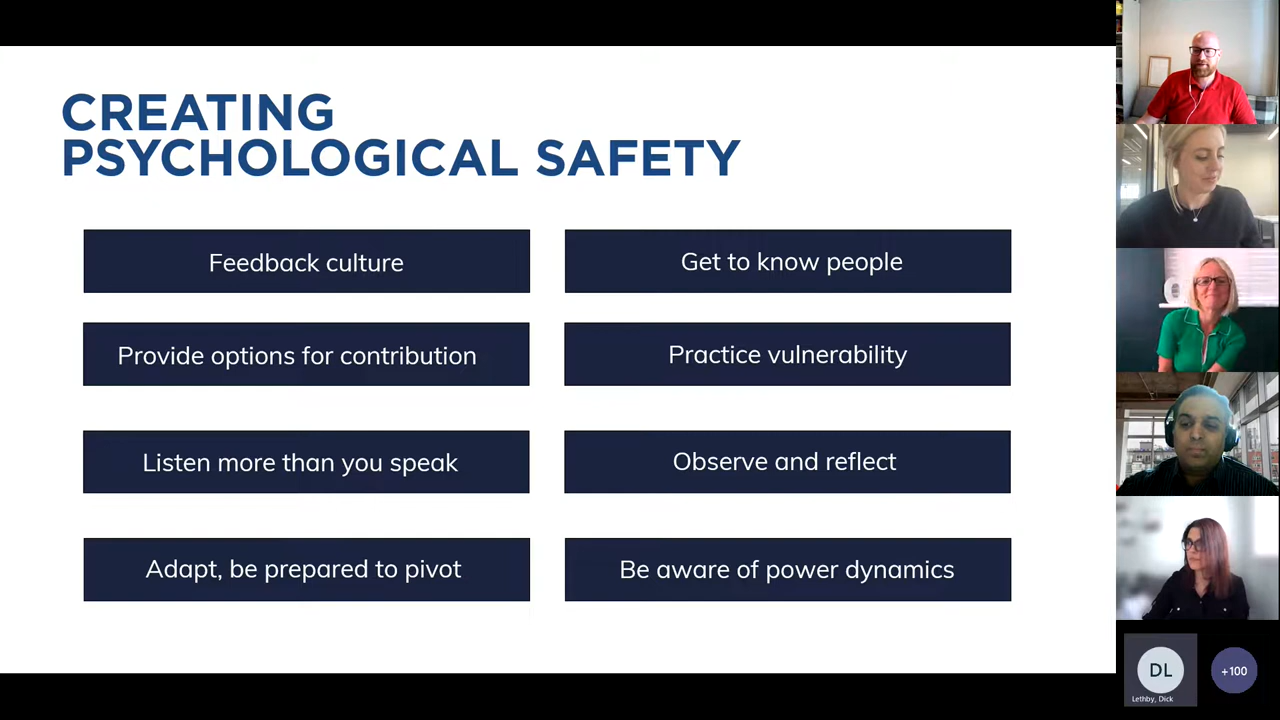 CREATING
PSYCHOLOGICAL SAFETY
Feedback culture
Get to know people
Provide options for contribution
Practice vulnerability
Listen more than you speak
Observe and reflect
Adapt, be prepared to pivot
Be aware of power dynamics
DL
Lethby, Dick
+100